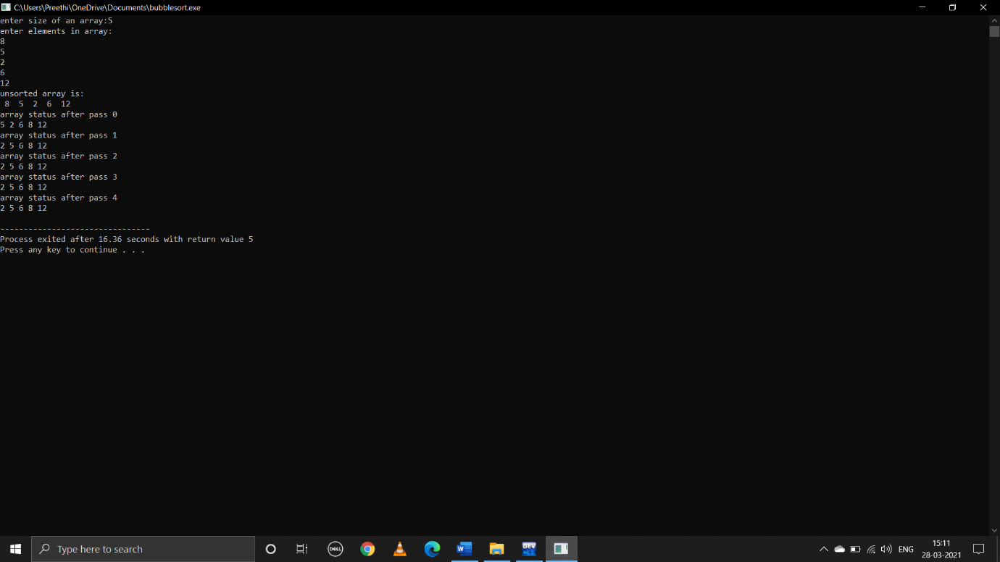 C:\Users\Preethi\OneDrive\Documents\bubblesort.exe
enter size of an array:5
enter elements in array:
8
5
2
6
12
unsorted array is:
 8  5  2  6  12
array status after pass 0
5 2 6 8 12
array status after pass 1
2 5 6 8 12
array status after pass 2
2 5 6 8 12
array status after pass 3
2 5 6 8 12
array status after pass 4
2 5 6 8 12
--------------------------------
Process exited after 16.36 seconds with return value 5
Press any key to continue . . .
Type here to search
DELL
W
DEV
C++
ENG
15:11
28-03-2021